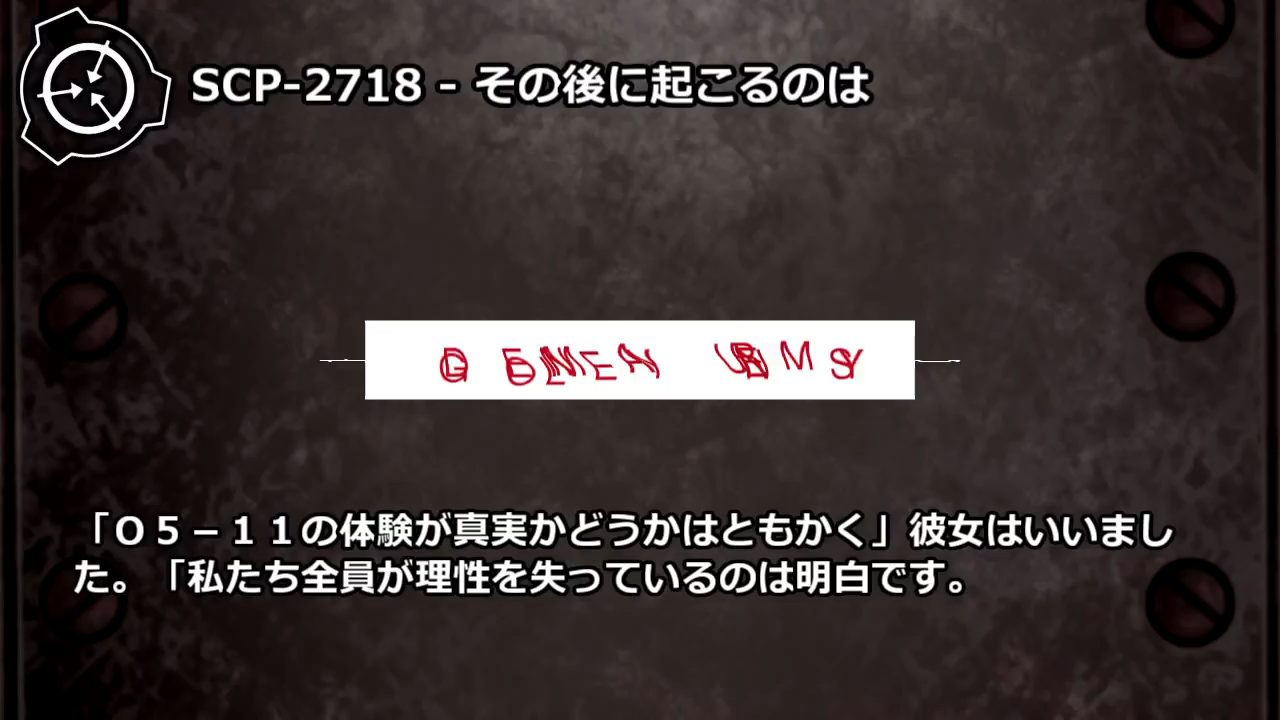 SCP-2718 - その後に起こるのは
「O５－１１の体験が真実かどうかはともかく」彼女はいいまし
た。「私たち全員が理性を失っているのは明白です。